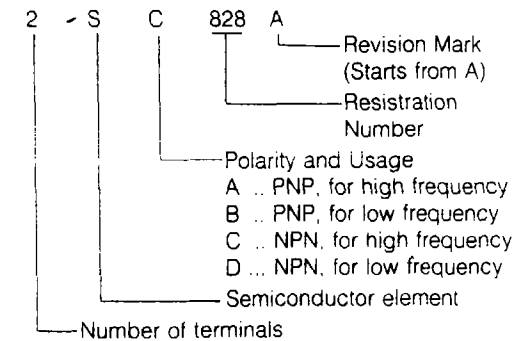 2 - S C 828 A
Revision Mark
(Starts from A)
Resistration
Number
Polarity and Usage
A .. PNP, for high frequency
B .. PNP, for low frequency
C .. NPN, for high frequency
D ... NPN, for low frequency
Semiconductor element
Number of terminals